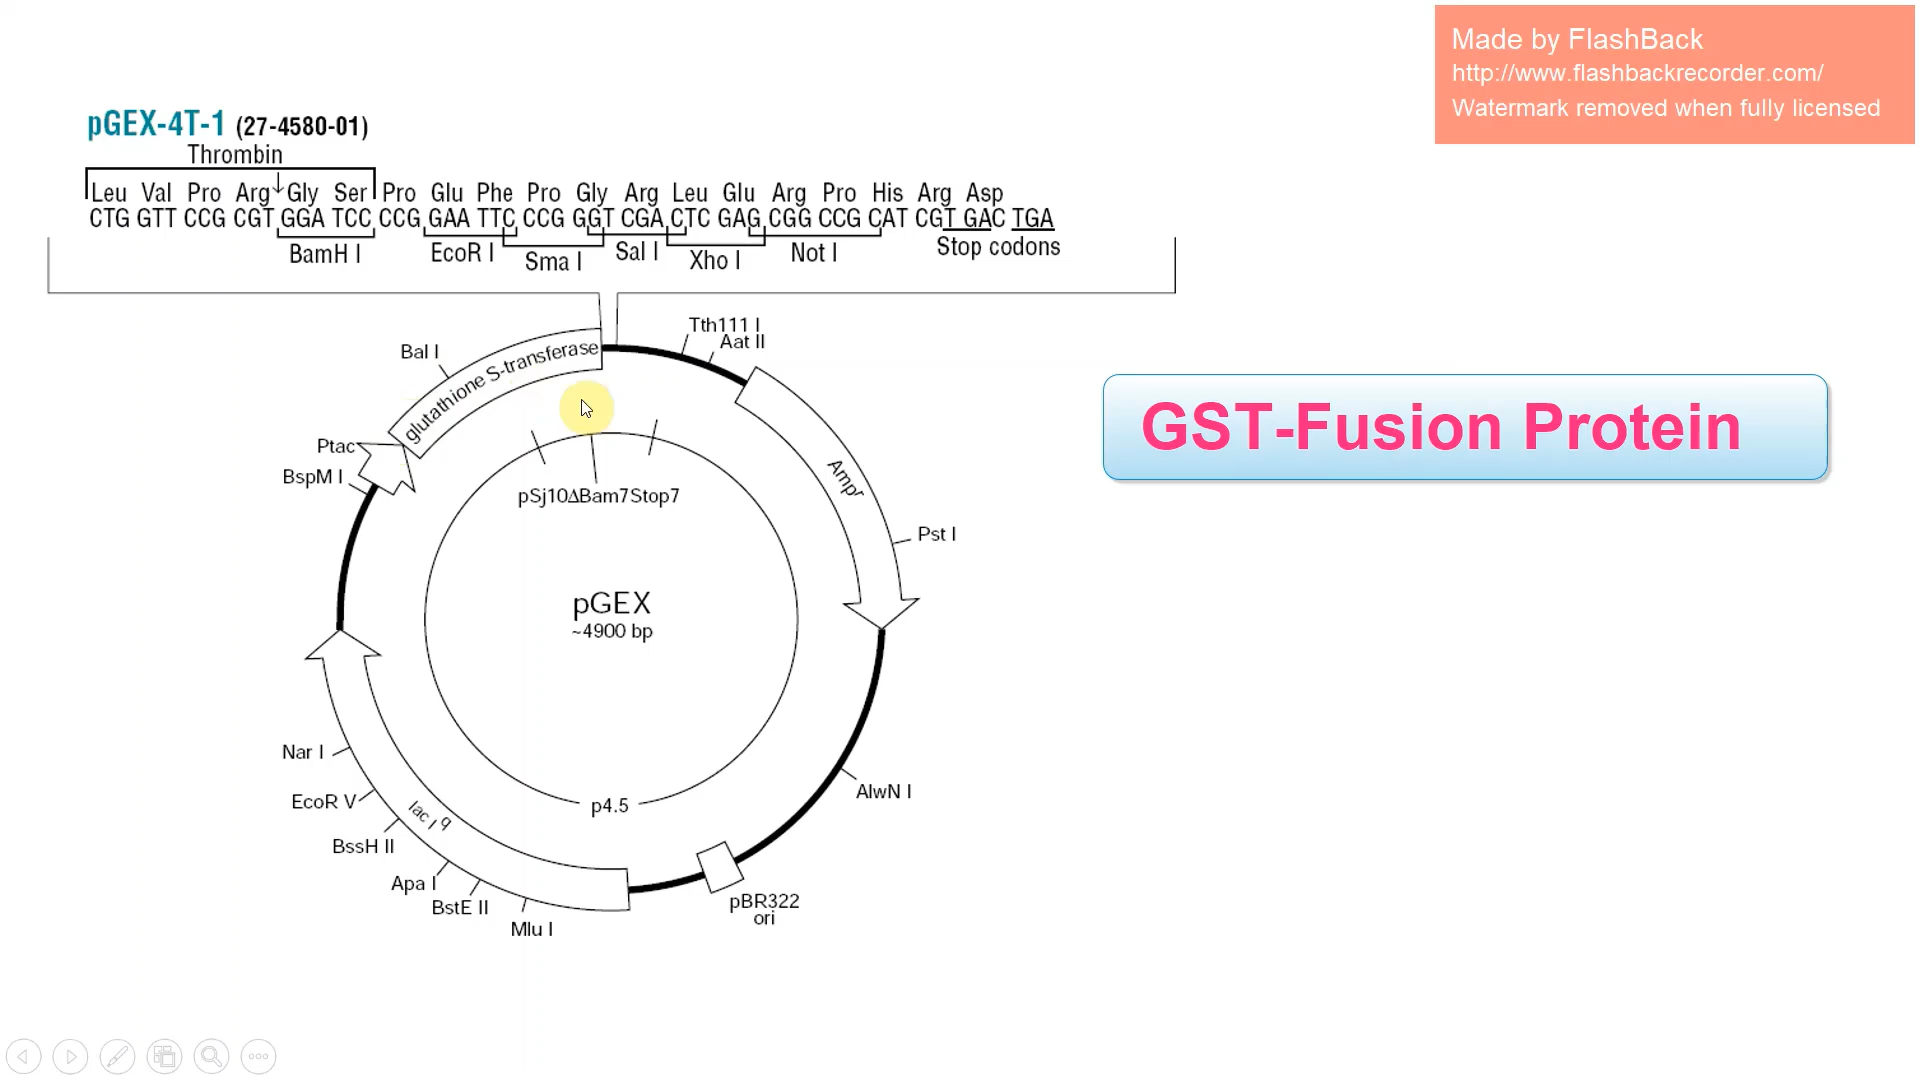 Made by FlashBack
http://www.flashbackrecorder.com/
Watermark removed when fully licensed
pGEX-4T-1 (27-4580-01)
Thrombin
Leu Val Pro Arg↓Gly Ser Pro Glu Phe Pro Gly Arg Leu Glu Arg Pro His Arg Asp
CTG GTT CCG CGT GGA TCC CCG GAA TTC CCG GGT CGA CTC GAG CGG CCG CAT CGT GAC TGA
BamH I EcoR I Sma I Sal I Xho I Not I Stop codons
Tth111 I
Aat II
Bal I
glutathione S-transferase
Ptac
BspM I
Ampr
pSj10∆Bam7Stop7
Pst I
GST-Fusion Protein
pGEX
~4900 bp
Nar I
EcoR V
BssH II
Apa I
BstE II
Mlu I
lac Iq
p4.5
AlwN I
pBR322
ori